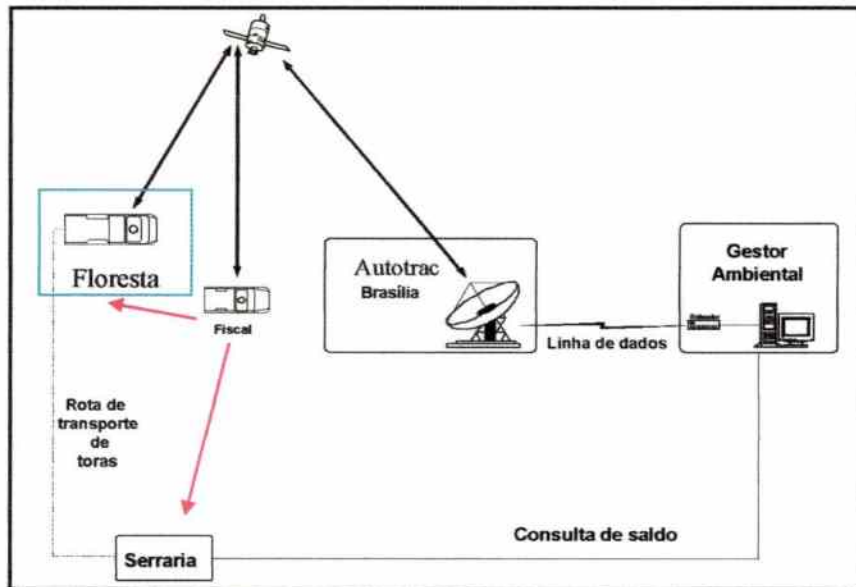 Floresta
Fiscal
Autotrac
Brasília
Linha de dados
Gestor
Ambiental
Rota de
transporte
de
toras
Serraria
Consulta de saldo